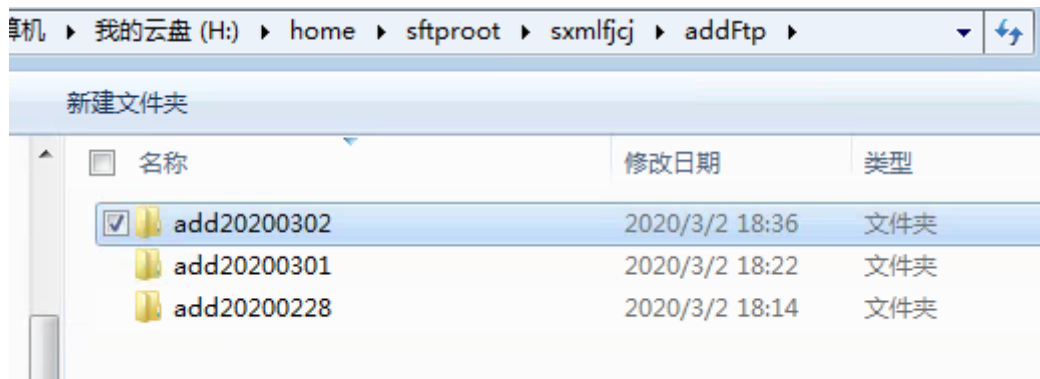 算机 ▸ 我的云盘 (H:) ▸ home ▸ sftproot ▸ sxmlfjcj ▸ addFtp ▸
新建文件夹
名称 修改日期 类型
add20200302 2020/3/2 18:36 文件夹
add20200301 2020/3/2 18:22 文件夹
add20200228 2020/3/2 18:14 文件夹